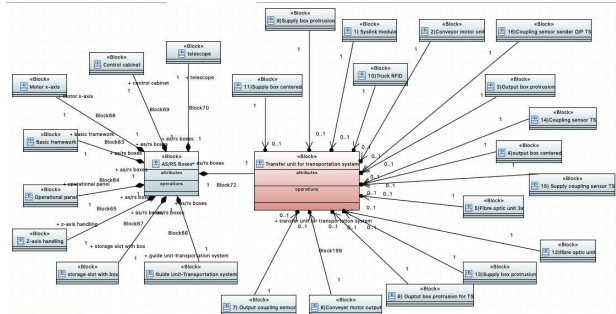 «Block»
9)Supply box protrusion
«Block»
1) Syslink module
«Block»
2)Conveyor motor unit
«Block»
16)Coupling sensor sender Q/P TS
«Block»
telescope
«Block»
Control cabinet
+ telescope
«Block»
10)Truck RFID
«Block»
3)Output box protrusion
«Block»
Motor x-axis
+ control cabinet
«Block»
11)Supply box centered
+ motor x-axis
Block70
Block69
Block68
«Block»
14)Coupling sensor TS
«Block»
Basic framework
+ basic framework
Block63
+ as/rs boxes
«Block»
AS/RS Boxes*
attributes
operations
«Block»
Transfer unit for transportation system
attributes
operations
«Block»
4)output box centered
Block72
«Block»
15) Supply coupling sensor TS
«Block»
Operational panel
+ operational panel
Block64
Block65
«Block»
5)Fibre optic unit 3x
«Block»
Z-axis handling
+ z-axis handling
+ as/rs boxes
Block67
Block66
+ transfer unit for transportation system
«Block»
12)fibre optic unit
+ storage slot with box
+ guide unit-transportation system
Block199
«Block»
storage slot with box
«Block»
Guide Unit-Transportation system
«Block»
13)Supply box protrusion
«Block»
7) Output coupling sensor
«Block»
8)Conveyer motor output
«Block»
6) Ouptut box protrusion for TS